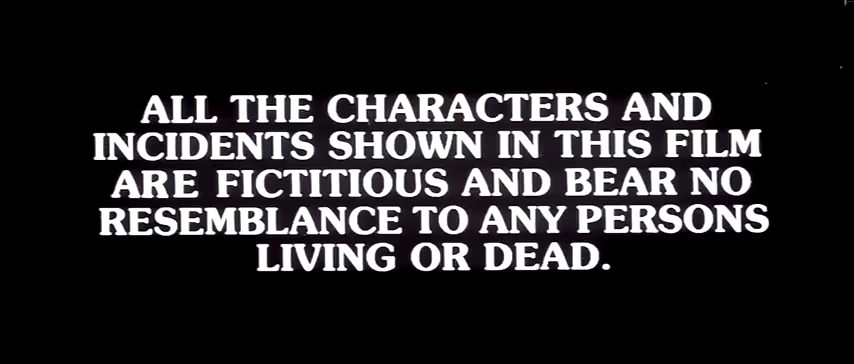 ALL THE CHARACTERS AND
INCIDENTS SHOWN IN THIS FILM
ARE FICTITIOUS AND BEAR NO
RESEMBLANCE TO ANY PERSONS
LIVING OR DEAD.